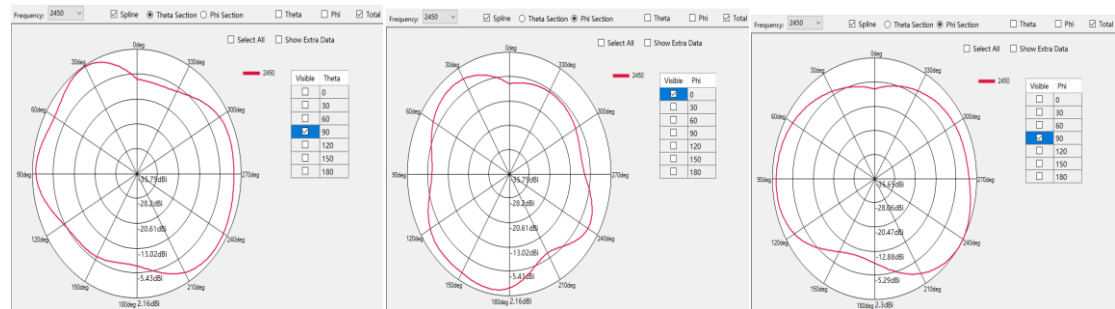 Frequency: 2450 Spline Theta Section Phi Section Theta Phi Total
Select All Show Extra Data
2450
Visible Theta
0
30
60
90
120
150
180
0deg
330deg
300deg
270deg
240deg
210deg
180deg
150deg
120deg
90deg
60deg
30deg
-35.79dBi
-28.2dBi
-20.61dBi
-13.02dBi
-5.43dBi
2.16dBi
Frequency: 2450 Spline Theta Section Phi Section Theta Phi Total
Select All Show Extra Data
2450
Visible Phi
0
30
60
90
120
150
180
0deg
330deg
300deg
270deg
240deg
210deg
180deg
150deg
120deg
90deg
60deg
30deg
-35.79dBi
-28.2dBi
-20.61dBi
-13.02dBi
-5.43dBi
2.16dBi
Frequency: 2450 Spline Theta Section Phi Section Theta Phi Total
Select All Show Extra Data
2450
Visible Phi
0
30
60
90
120
150
180
0deg
330deg
300deg
270deg
240deg
210deg
180deg
150deg
120deg
90deg
60deg
30deg
-35.65dBi
-28.06dBi
-20.47dBi
-12.88dBi
-5.29dBi
2.3dBi